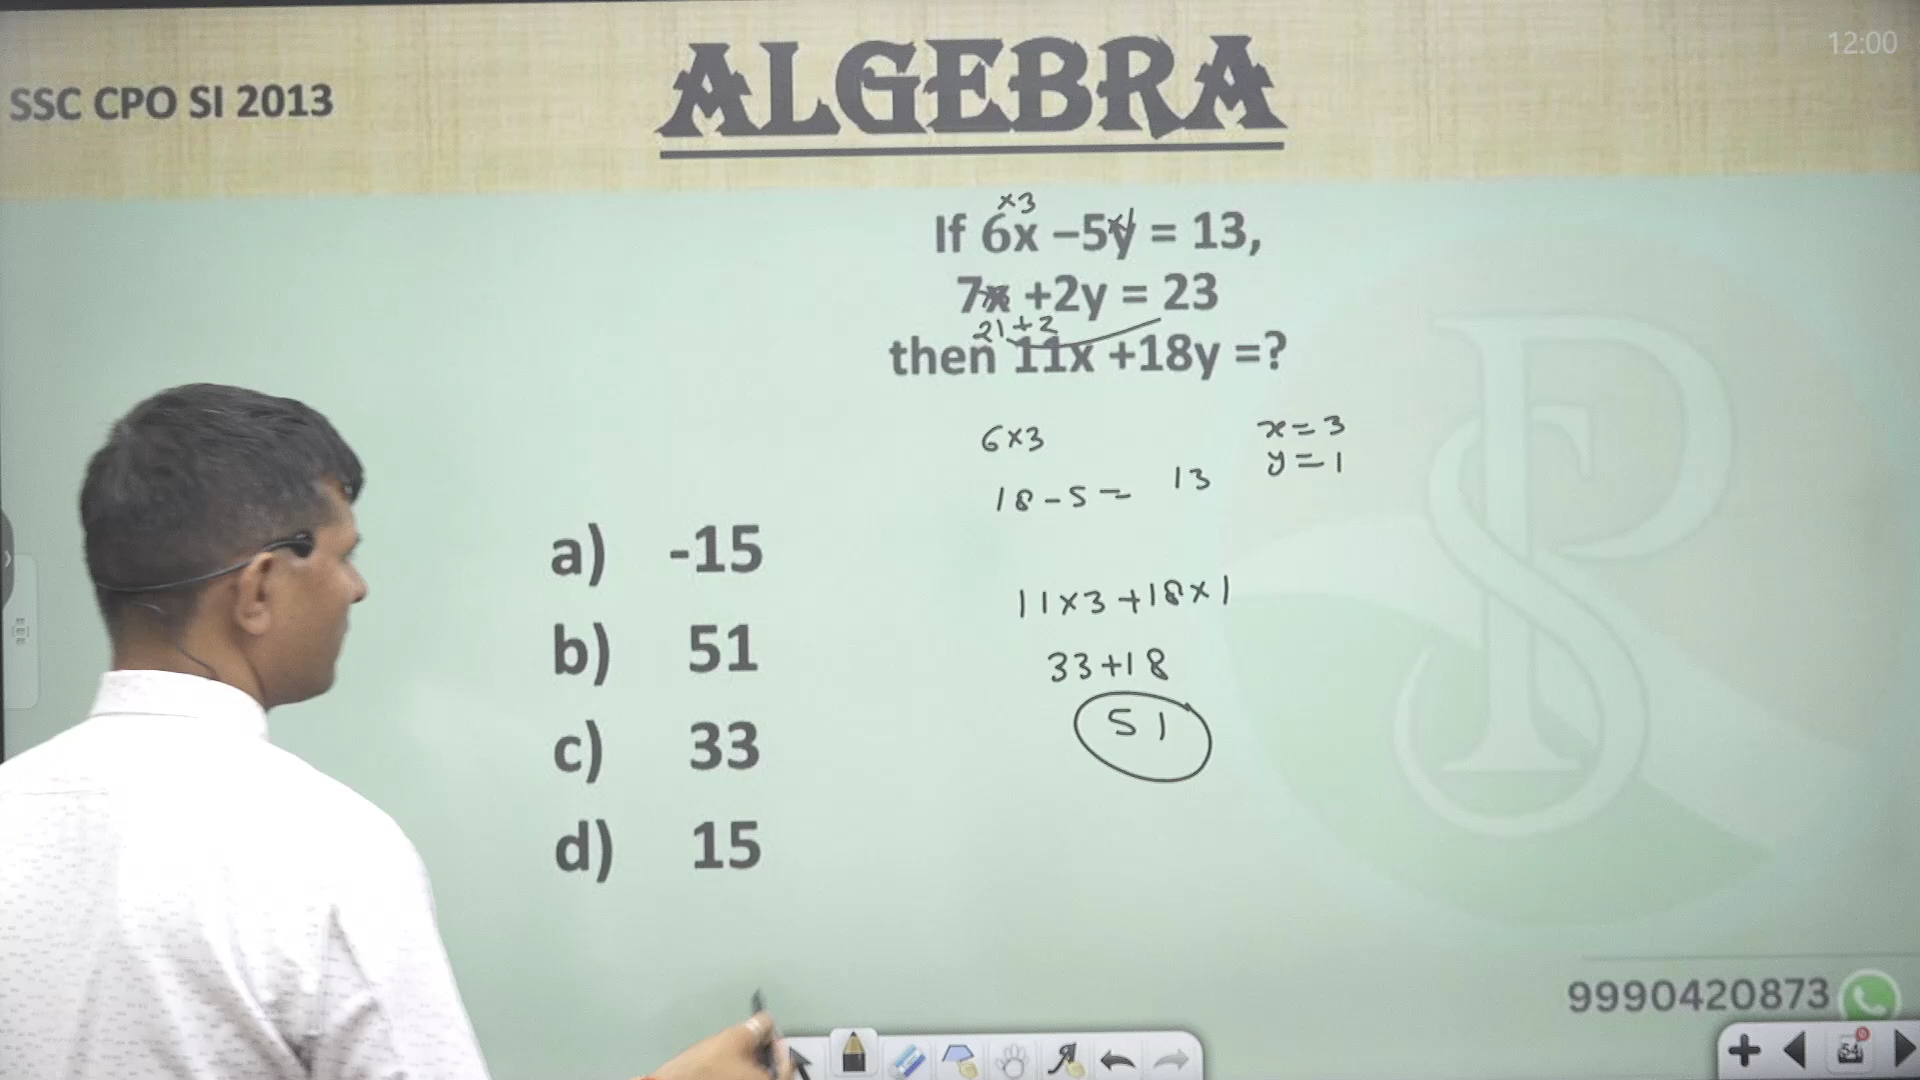 12:00
ALGEBRA
SSC CPO SI 2013
×3
If 6x –5y = 13,
7x +2y = 23
21+2
then 11x +18y =?
6×3
x=3
y=1
18-5= 13
a) -15
11×3+18×1
b) 51
33+18
51
c) 33
d) 15
9990420873
54